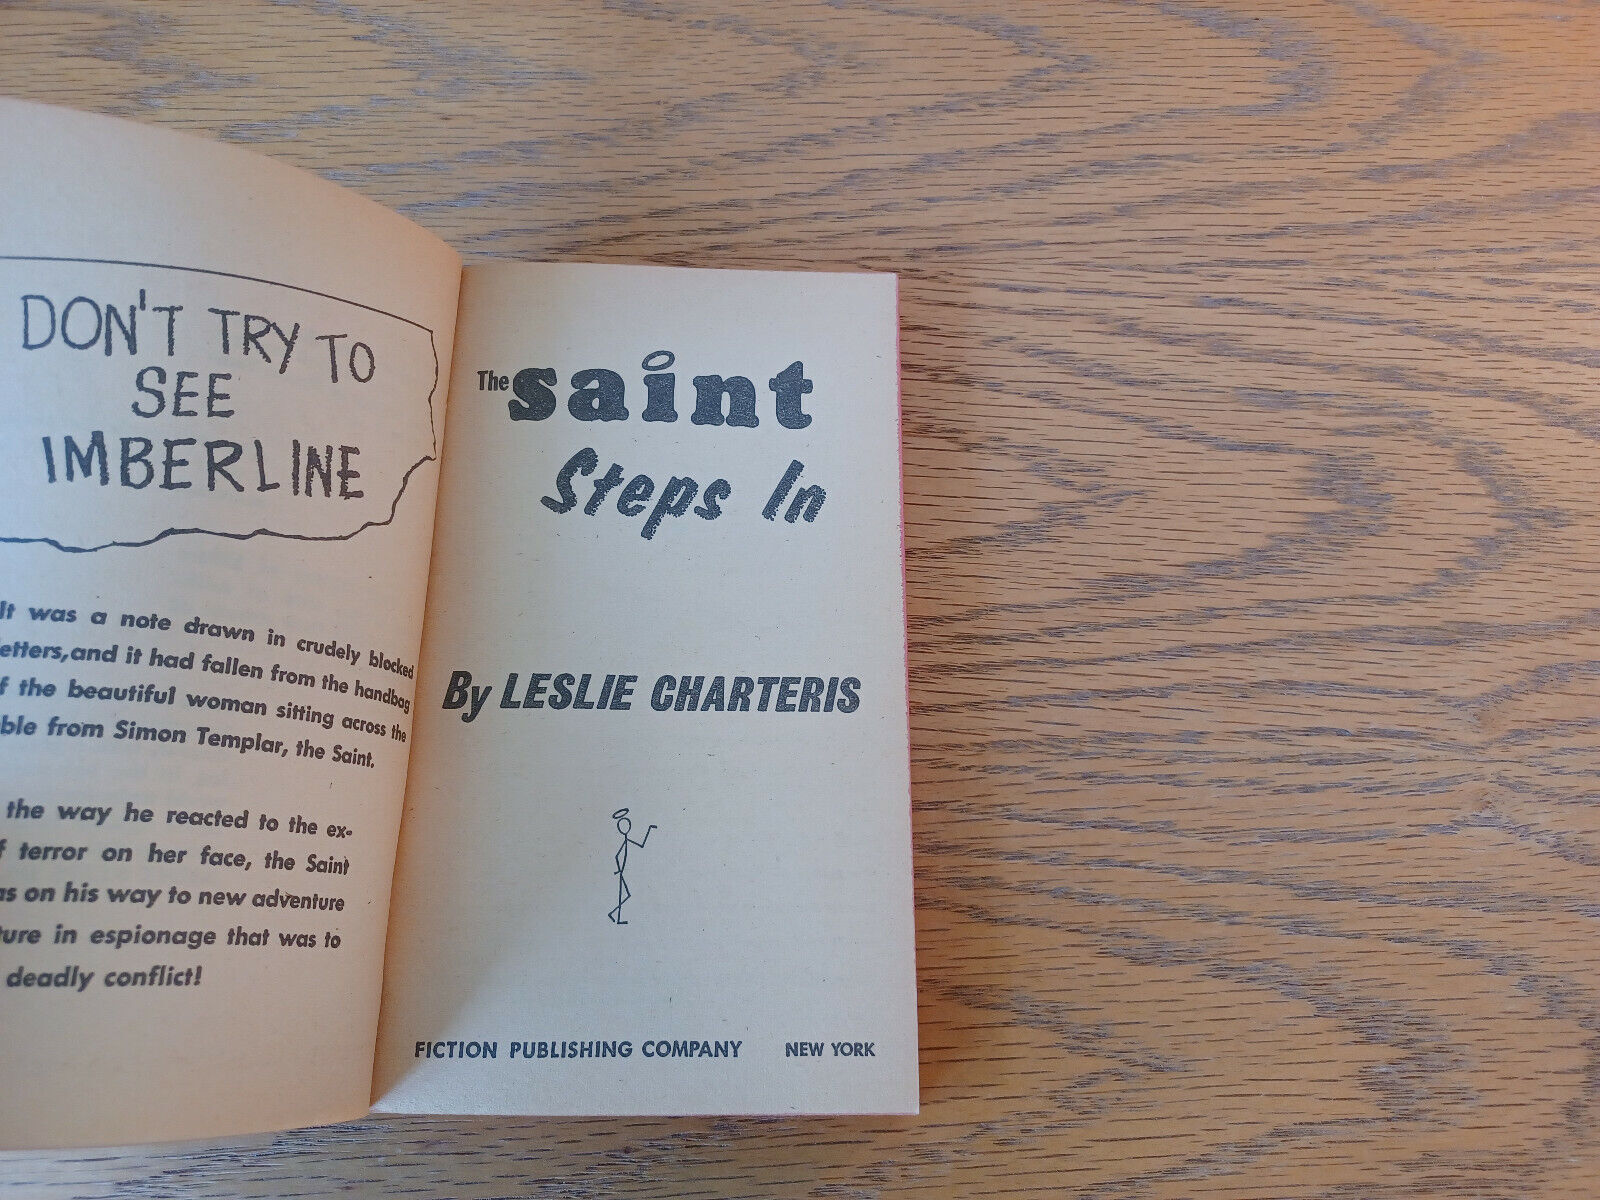 DON'T TRY TO
SEE
IMBERLINE
It was a note drawn in crudely blocked
etters, and it had fallen from the handbag
f the beautiful woman sitting across the
ble from Simon Templar, the Saint.
the way he reacted to the ex-
f terror on her face, the Saint
as on his way to new adventure
ture in espionage that was to
deadly conflict!
The saint
Steps In
By LESLIE CHARTERIS
FICTION PUBLISHING COMPANY NEW YORK